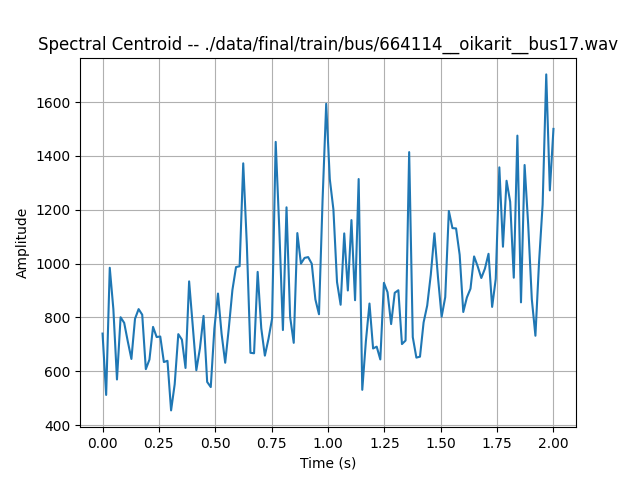 Spectral Centroid -- ./data/final/train/bus/664114__oikarit__bus17.wav
1600
1400
1200
1000
800
600
400
Amplitude
0.00 0.25 0.50 0.75 1.00 1.25 1.50 1.75 2.00
Time (s)